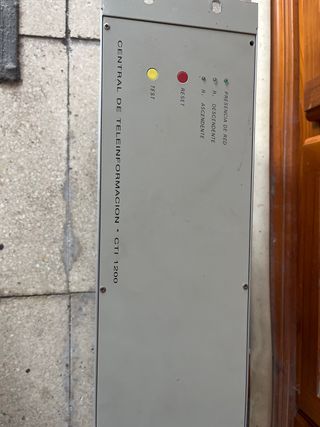 CENTRAL DE TELEINFORMACION • CTI 1200
TEST
RESET
PRESENCIA DE RED
R. DESCENDENTE
R. ASCENDENTE